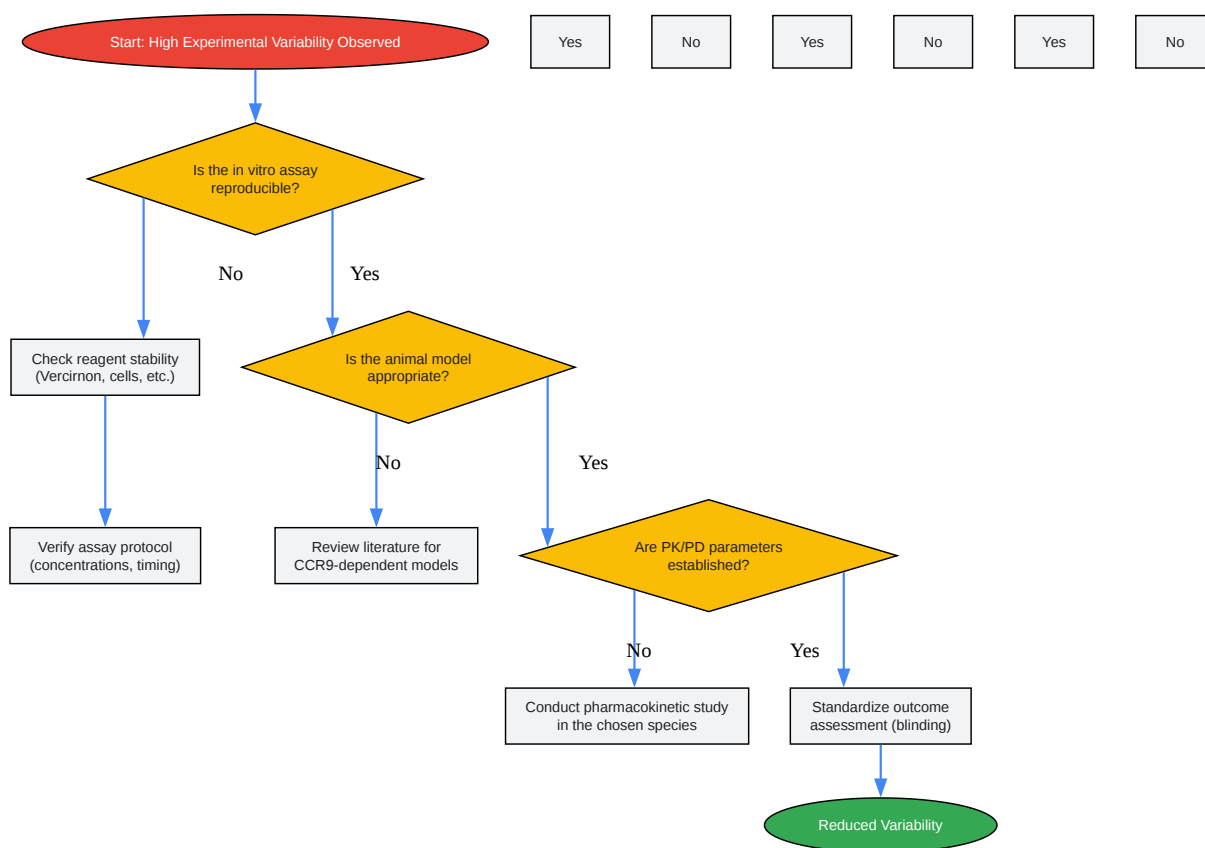 Start: High Experimental Variability Observed
Yes
No
Yes
No
Yes
No
Is the in vitro assay
reproducible?
No
Yes
Check reagent stability
(Vercirnon, cells, etc.)
Is the animal model
appropriate?
No
Yes
Verify assay protocol
(concentrations, timing)
Review literature for
CCR9-dependent models
Are PK/PD parameters
established?
No
Yes
Conduct pharmacokinetic study
in the chosen species
Standardize outcome
assessment (blinding)
Reduced Variability